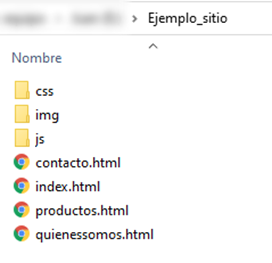 Ejemplo_sitio
Nombre
css
img
js
contacto.html
index.html
productos.html
quienessomos.html